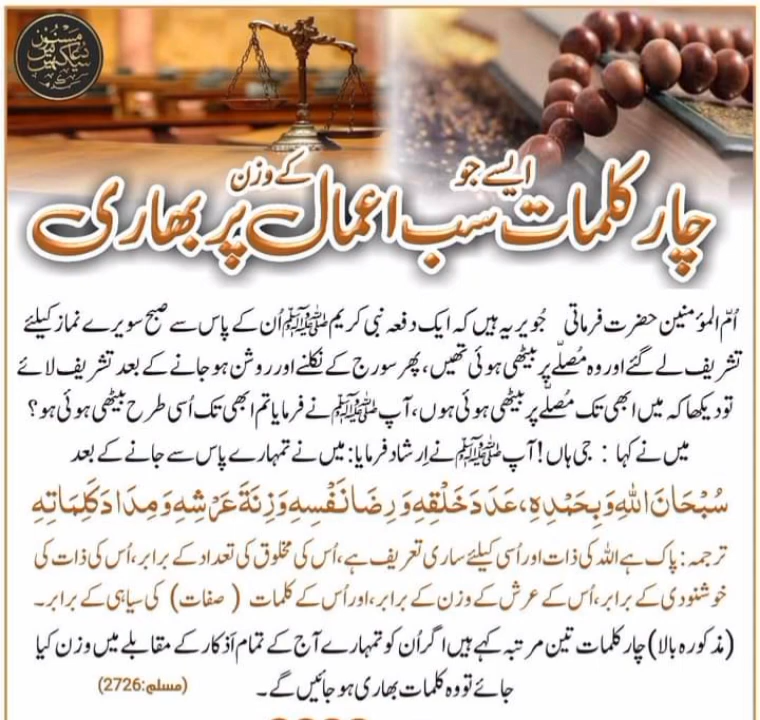 مسنون دعائیں سیکھیں
چار کلمات ایسے جو سب اعمال کے وزن پر بھاری
اُمّ المؤمنین حضرت فرماتی جُویریہ ہیں کہ ایک دفعہ نبی کریم ﷺ اُن کے پاس سے صبح سویرے نماز کیلئے
تشریف لے گئے اور وہ مُصلّے پر بیٹھی ہوئی تھیں، پھر سورج کے نکلنے اور روشن ہو جانے کے بعد تشریف لائے
تو دیکھا کہ میں ابھی تک مُصلّے پر بیٹھی ہوئی ہوں، آپ ﷺ نے فرمایا تم ابھی تک اُسی طرح بیٹھی ہوئی ہو؟
میں نے کہا : جی ہاں! آپ ﷺ نے اِرشاد فرمایا: میں نے تمہارے پاس سے جانے کے بعد
سُبْحَانَ اللهِ وَبِحَمْدِهِ، عَدَدَ خَلْقِهِ وَرِضَا نَفْسِهِ وَزِنَةَ عَرْشِهِ وَمِدَادَ كَلِمَاتِهِ
ترجمہ: پاک ہے اللہ کی ذات اور اُسی کیلئے ساری تعریف ہے، اُس کی مخلوق کی تعداد کے برابر، اُس کی ذات کی
خوشنودی کے برابر، اُس کے عرش کے وزن کے برابر، اور اُس کے کلمات ( صفات ) کی سیاہی کے برابر۔
(مذکورہ بالا) چار کلمات تین مرتبہ کہے ہیں اگر اُن کو تمہارے آج کے تمام اَذکار کے مقابلے میں وزن کیا
جائے تو وہ کلمات بھاری ہو جائیں گے۔ (مسلم:2726)